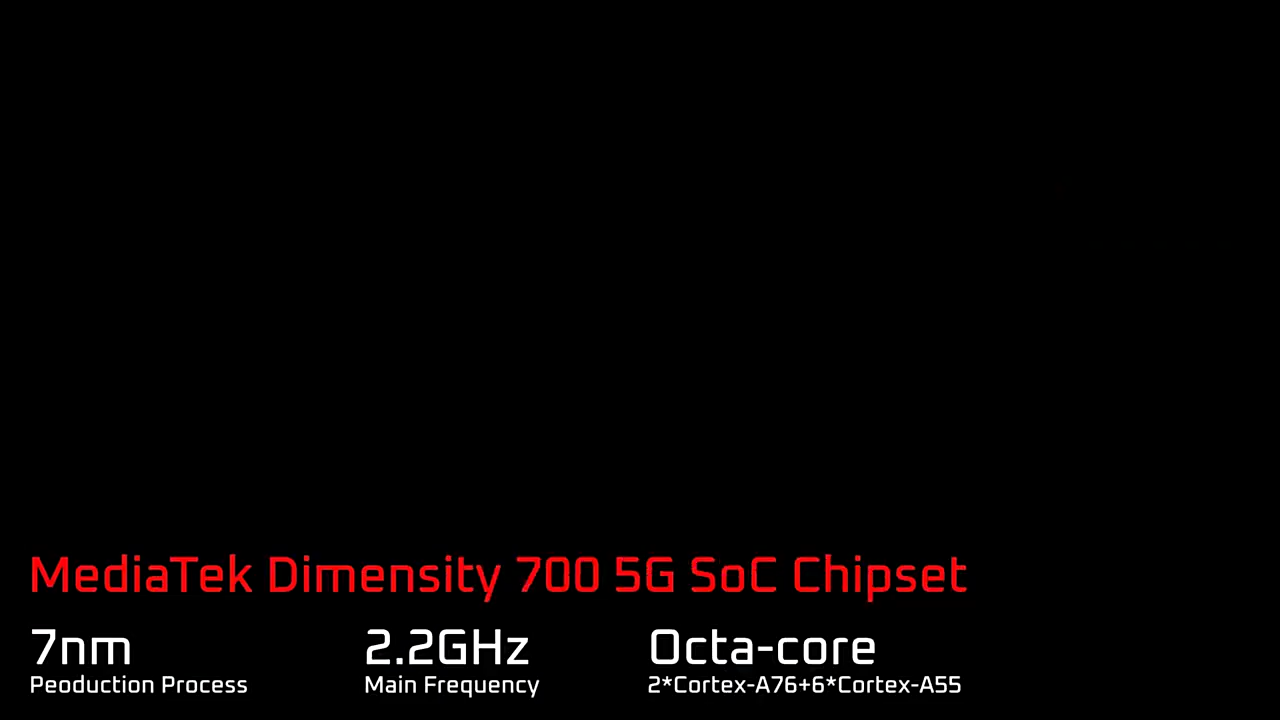 MediaTek Dimensity 700 5G SoC Chipset
7nm 2.2GHz Octa-core
Peoduction Process Main Frequency 2*Cortex-A76+6*Cortex-A55